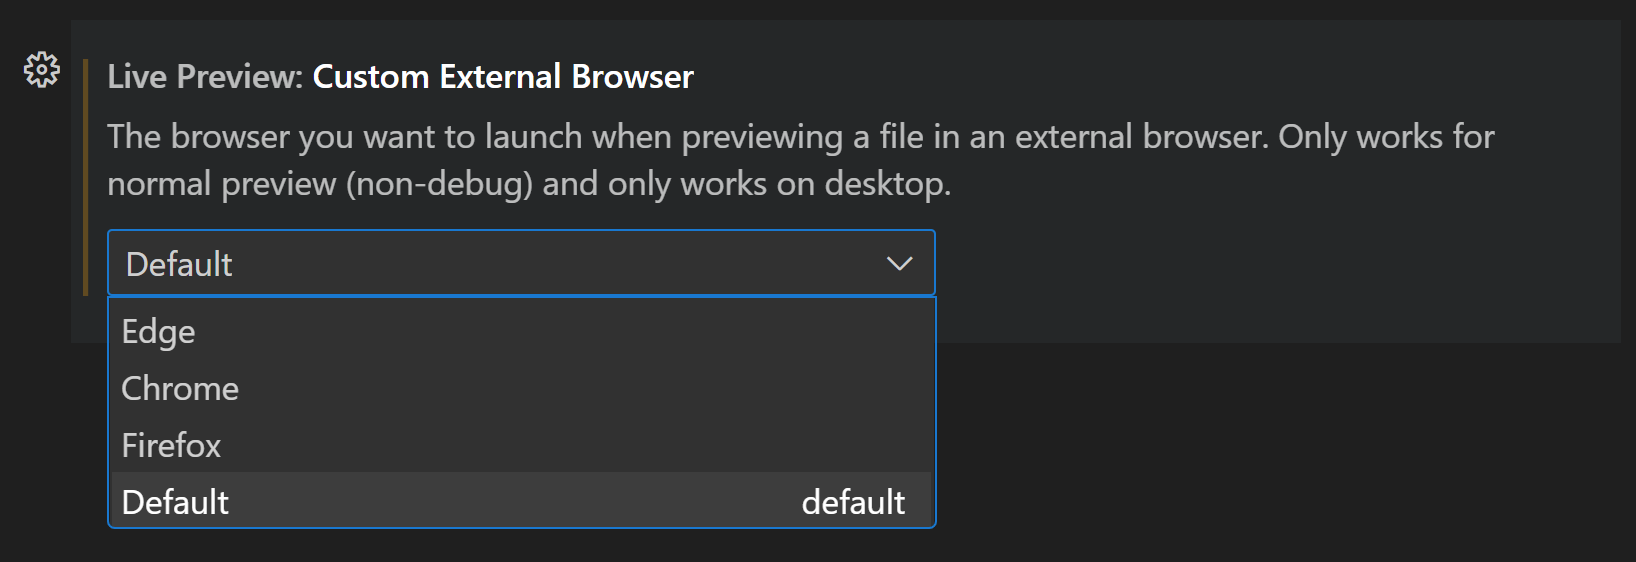 Live Preview: Custom External Browser
The browser you want to launch when previewing a file in an external browser. Only works for
normal preview (non-debug) and only works on desktop.
Default
Edge
Chrome
Firefox
Default default